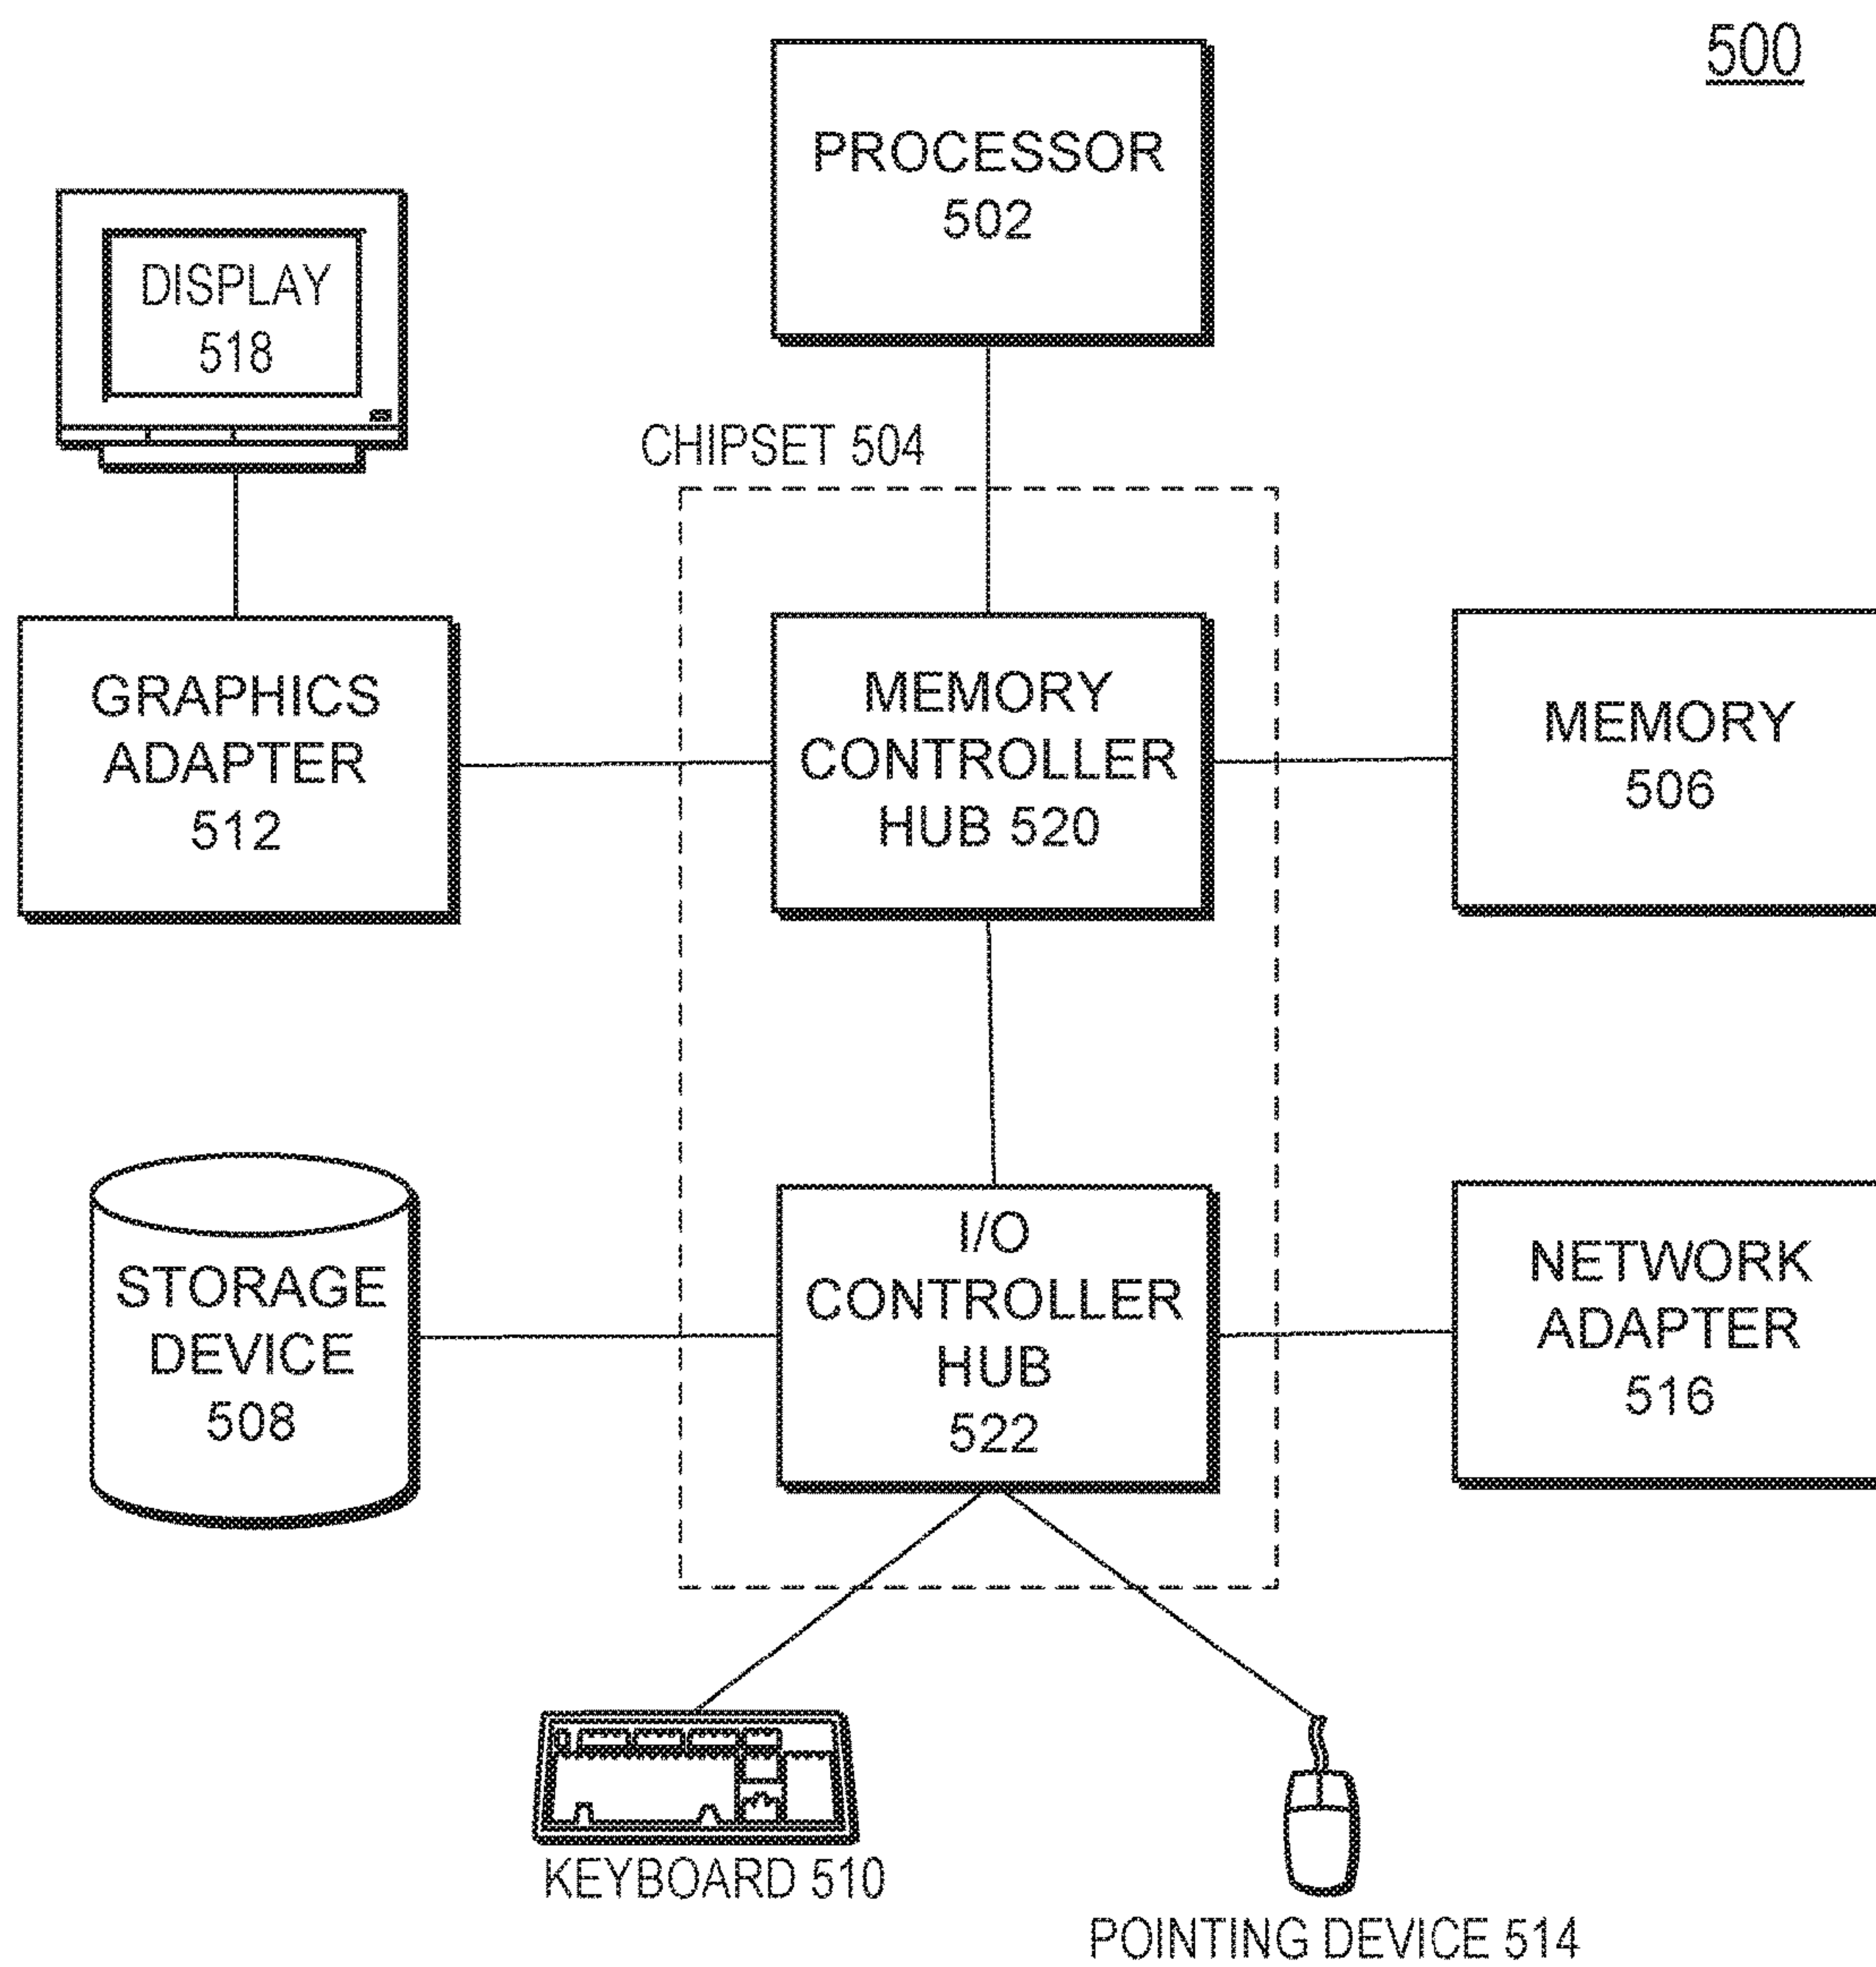 500
PROCESSOR
502
DISPLAY
518
CHIPSET 504
GRAPHICS
ADAPTER
512
MEMORY
CONTROLLER
HUB 520
MEMORY
506
STORAGE
DEVICE
508
I/O
CONTROLLER
HUB
522
NETWORK
ADAPTER
516
KEYBOARD 510
POINTING DEVICE 514